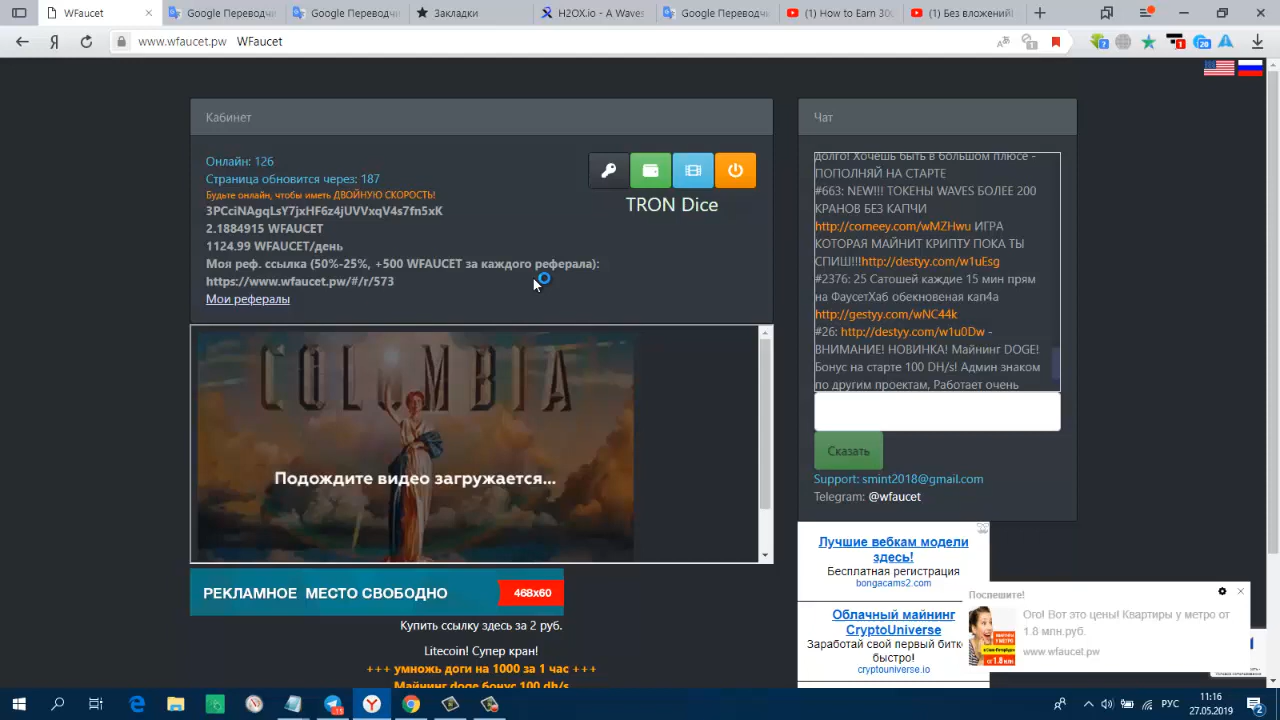 WFaucet
Google Переводч
Google Переводч
Закладки
H2OX.io - A Waves
Google Переводч
(1) How to Earn 300
(1) Без вложений
www.wfaucet.pw WFaucet
Кабинет
Онлайн: 126
Страница обновится через: 187
Будьте онлайн, чтобы иметь ДВОЙНУЮ СКОРОСТЬ!
3PCciNAgqLsY7jxHF6z4jUVVxqV4s7fn5xK
2.1884915 WFAUCET
1124.99 WFAUCET/день
Моя реф. ссылка (50%-25%, +500 WFAUCET за каждого реферала):
https://www.wfaucet.pw/#/r/573
Мои рефералы
TRON Dice
COLUMBIA
Подождите видео загружается...
РЕКЛАМНОЕ МЕСТО СВОБОДНО
468x60
Купить ссылку здесь за 2 руб.
Litecoin! Супер кран!
+++ умножь доги на 1000 за 1 час +++
Майнинг doge бонус 100 dh/s
Чат
долго! Хочешь быть в большом плюсе -
ПОПОЛНЯЙ НА СТАРТЕ
#663: NEW!!! ТОКЕНЫ WAVES БОЛЕЕ 200
КРАНОВ БЕЗ КАПЧИ
http://corneey.com/wMZHwu ИГРА
КОТОРАЯ МАЙНИТ КРИПТУ ПОКА ТЫ
СПИШ!!!http://destyy.com/w1uEsg
#2376: 25 Сатошей каждие 15 мин прям
на ФаусетХаб обекновеная кап4а
http://gestyy.com/wNC44k
#26: http://destyy.com/w1u0Dw -
ВНИМАНИЕ! НОВИНКА! Майнинг DOGE!
Бонус на старте 100 DH/s! Админ знаком
по другим проектам, Работает очень
Сказать
Support: smint2018@gmail.com
Telegram: @wfaucet
Лучшие вебкам модели
здесь!
Бесплатная регистрация
bongacams2.com
Облачный майнинг
CryptoUniverse
Заработай свой первый битк
быстро!
cryptouniverse.io
Поспешите!
Ого! Вот это цены! Квартиры у метро от
1.8 млн.руб.
www.wfaucet.pw
РУС
11:16
27.05.2019